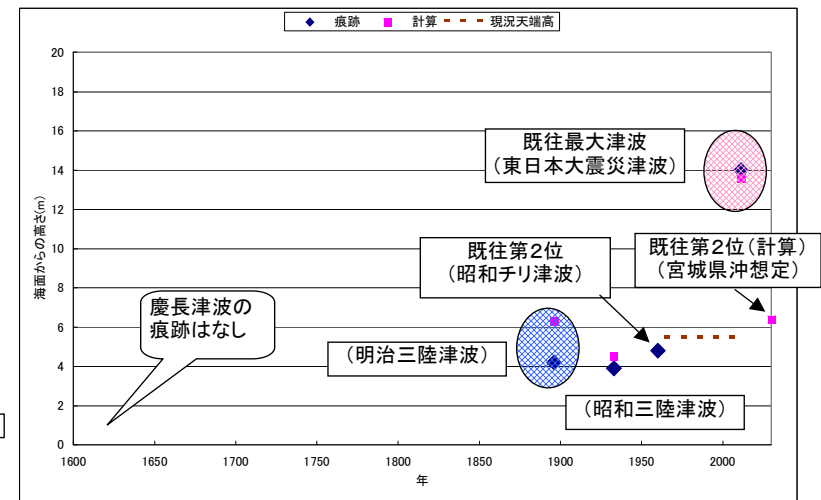 痕跡 計算 現況天端高
海面からの高さ(m)
20
18
16
14
12
10
8
6
4
2
0
既往最大津波
（東日本大震災津波）
既往第2位
（昭和チリ津波）
既往第2位（計算）
（宮城県沖想定）
慶長津波の
痕跡はなし
（明治三陸津波）
（昭和三陸津波）
1600 1650 1700 1750 1800 1850 1900 1950 2000
年